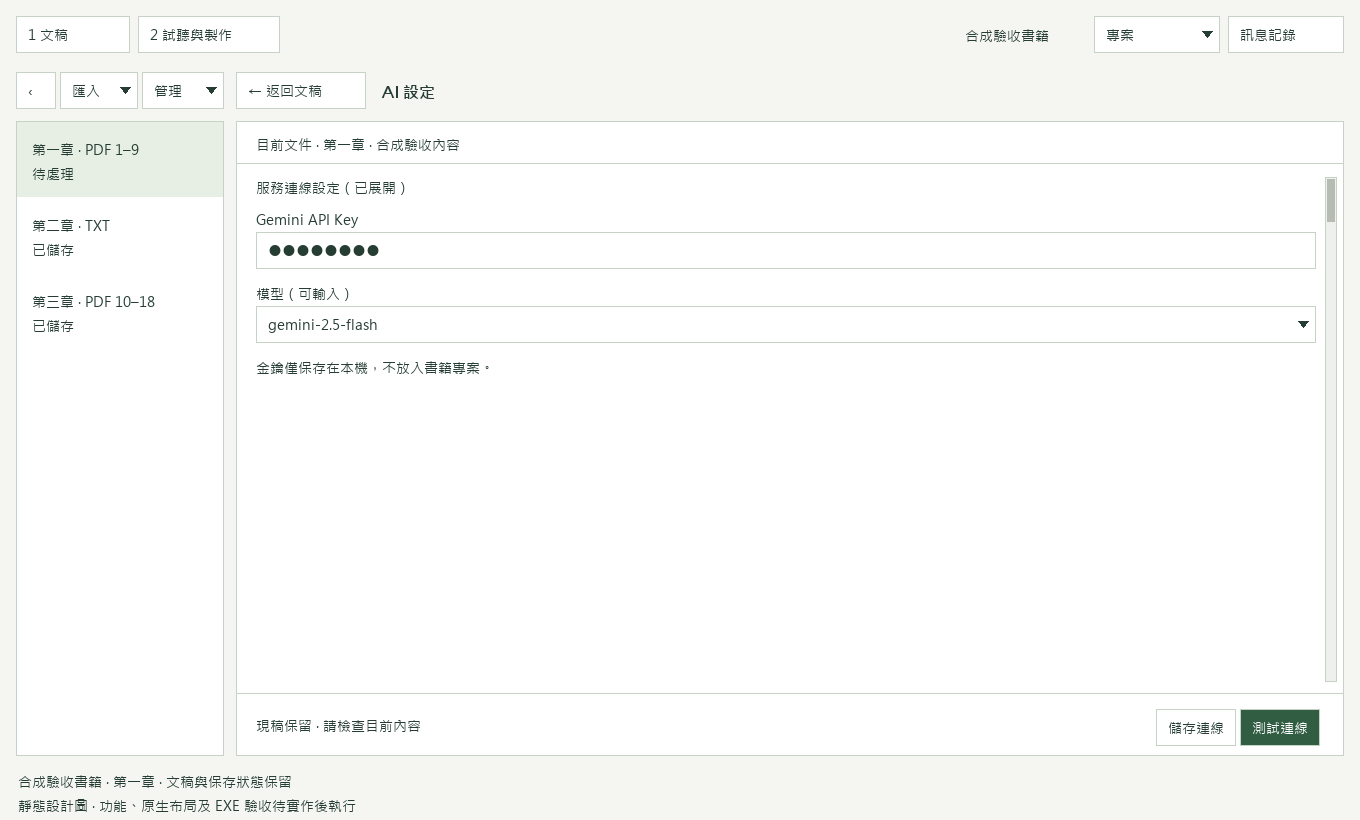 1 文稿
2 試聽與製作
合成驗收書籍
專案
訊息記錄
‹
匯入
管理
← 返回文稿
AI 設定
第一章 · PDF 1–9
待處理
第二章 · TXT
已儲存
第三章 · PDF 10–18
已儲存
目前文件 · 第一章 · 合成驗收內容
服務連線設定（已展開）
Gemini API Key
●●●●●●●●
模型（可輸入）
gemini-2.5-flash
金鑰僅保存在本機，不放入書籍專案。
現稿保留 · 請檢查目前內容
儲存連線
測試連線
合成驗收書籍 · 第一章 · 文稿與保存狀態保留
靜態設計圖 · 功能、原生布局及 EXE 驗收待實作後執行